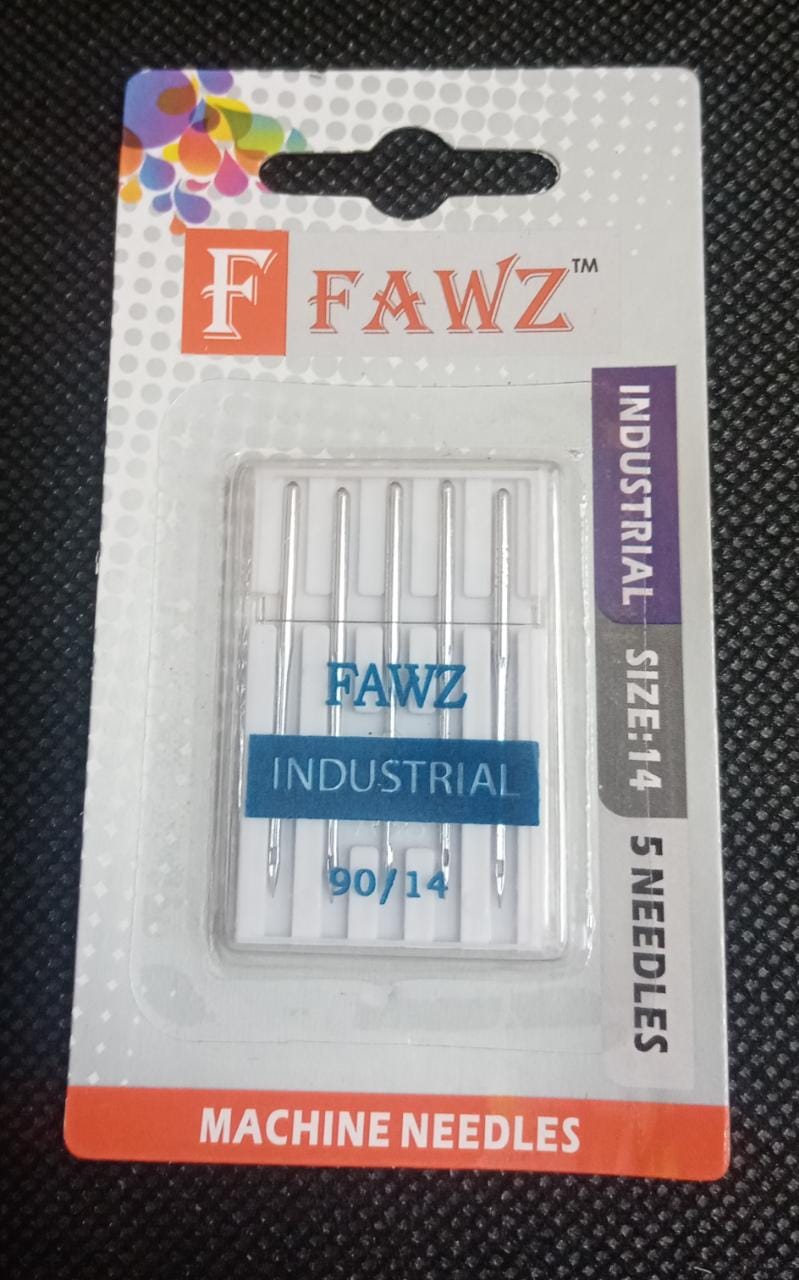 F FAWZ™
INDUSTRIAL
SIZE:14
5 NEEDLES
FAWZ
INDUSTRIAL
90/14
MACHINE NEEDLES